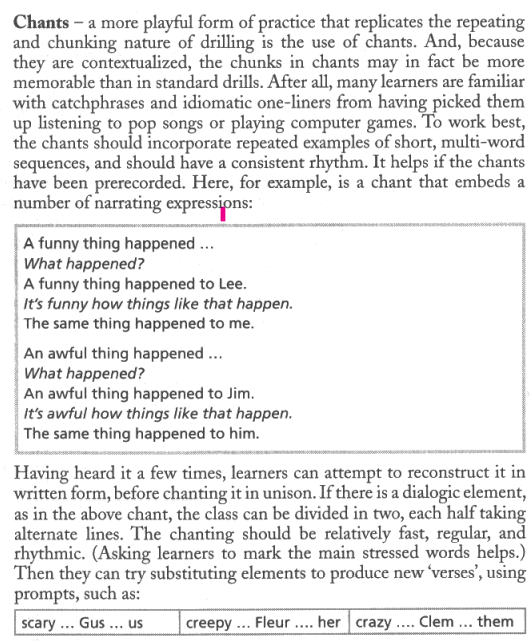 Chants – a more playful form of practice that replicates the repeating
and chunking nature of drilling is the use of chants. And, because
they are contextualized, the chunks in chants may in fact be more
memorable than in standard drills. After all, many learners are familiar
with catchphrases and idiomatic one-liners from having picked them
up listening to pop songs or playing computer games. To work best,
the chants should incorporate repeated examples of short, multi-word
sequences, and should have a consistent rhythm. It helps if the chants
have been prerecorded. Here, for example, is a chant that embeds a
number of narrating expressions:
A funny thing happened ...
What happened?
A funny thing happened to Lee.
It's funny how things like that happen.
The same thing happened to me.
An awful thing happened ...
What happened?
An awful thing happened to Jim.
It's awful how things like that happen.
The same thing happened to him.
Having heard it a few times, learners can attempt to reconstruct it in
written form, before chanting it in unison. If there is a dialogic element,
as in the above chant, the class can be divided in two, each half taking
alternate lines. The chanting should be relatively fast, regular, and
rhythmic. (Asking learners to mark the main stressed words helps.)
Then they can try substituting elements to produce new 'verses', using
prompts, such as:
scary ... Gus ... us creepy ... Fleur .... her crazy .... Clem ... them